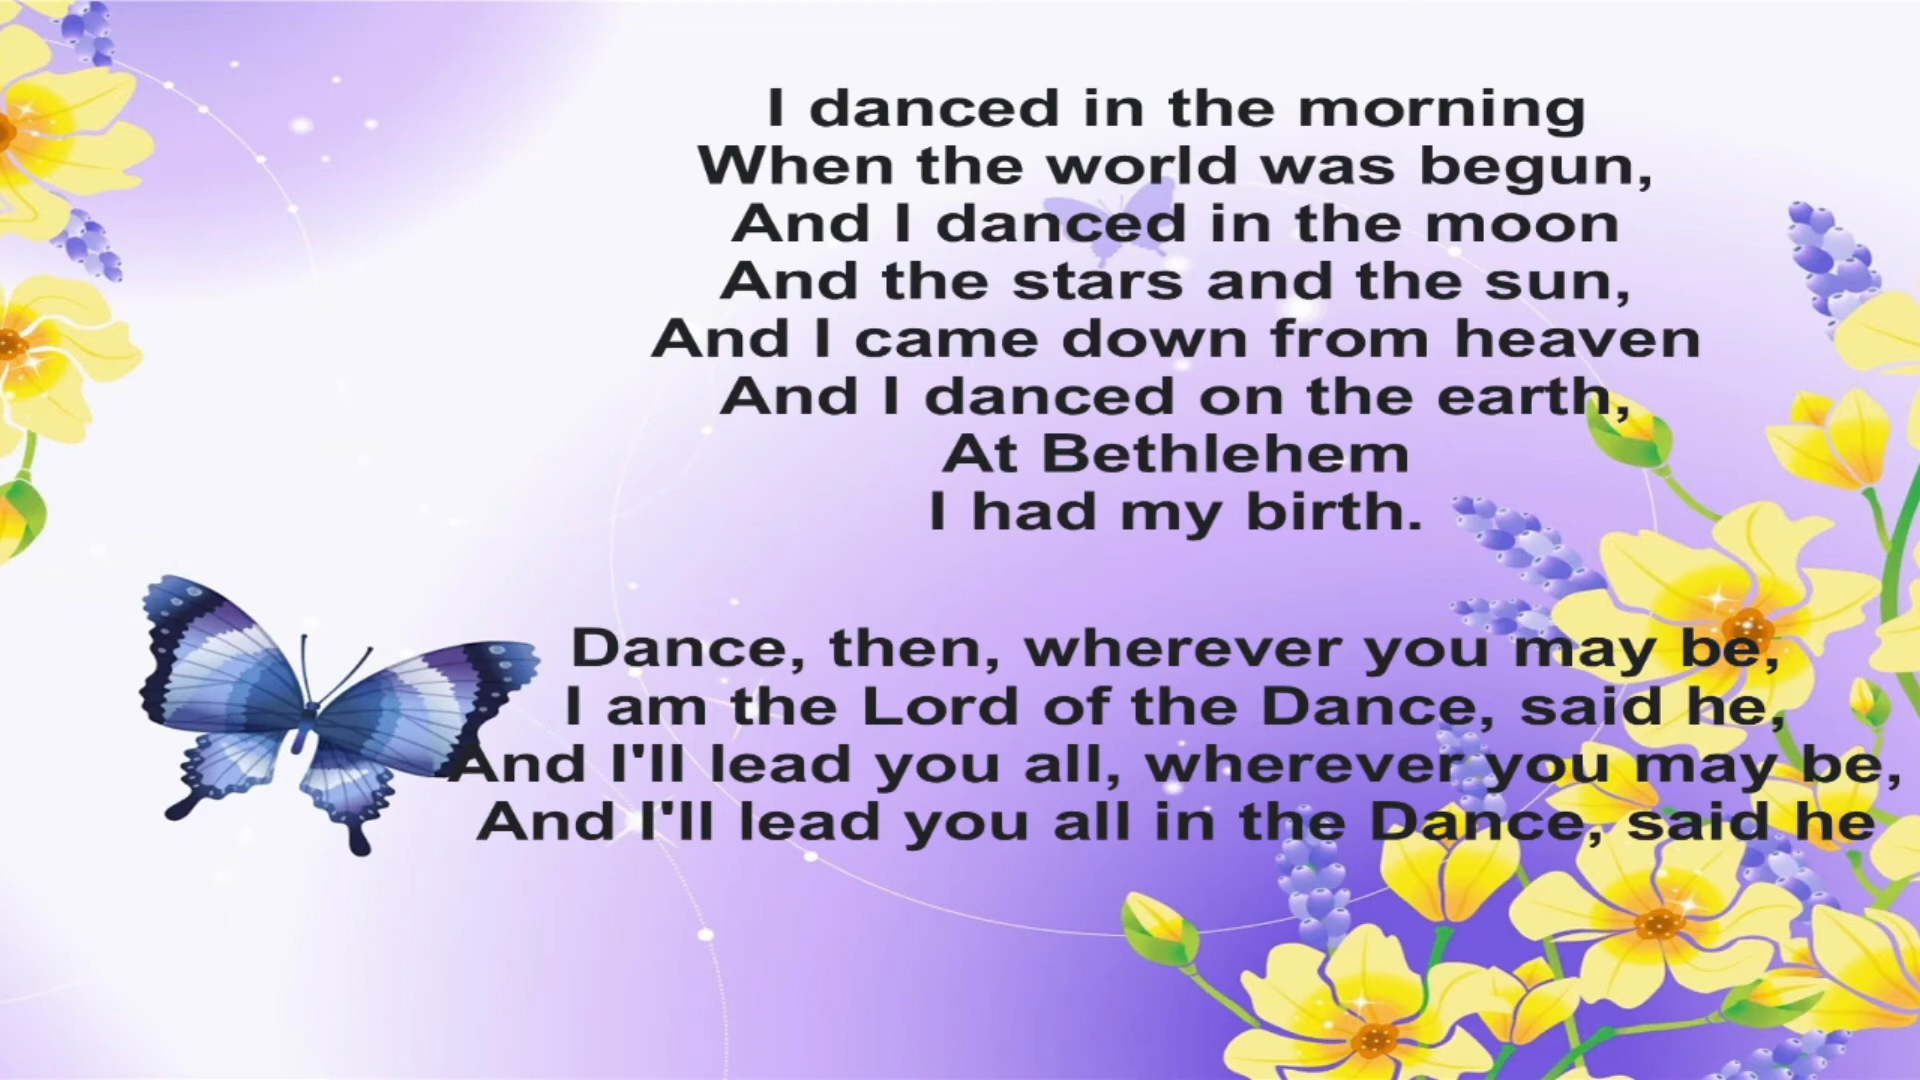 I danced in the morning
When the world was begun,
And I danced in the moon
And the stars and the sun,
And I came down from heaven
And I danced on the earth,
At Bethlehem
I had my birth.
Dance, then, wherever you may be,
I am the Lord of the Dance, said he,
And I'll lead you all, wherever you may be,
And I'll lead you all in the Dance, said he